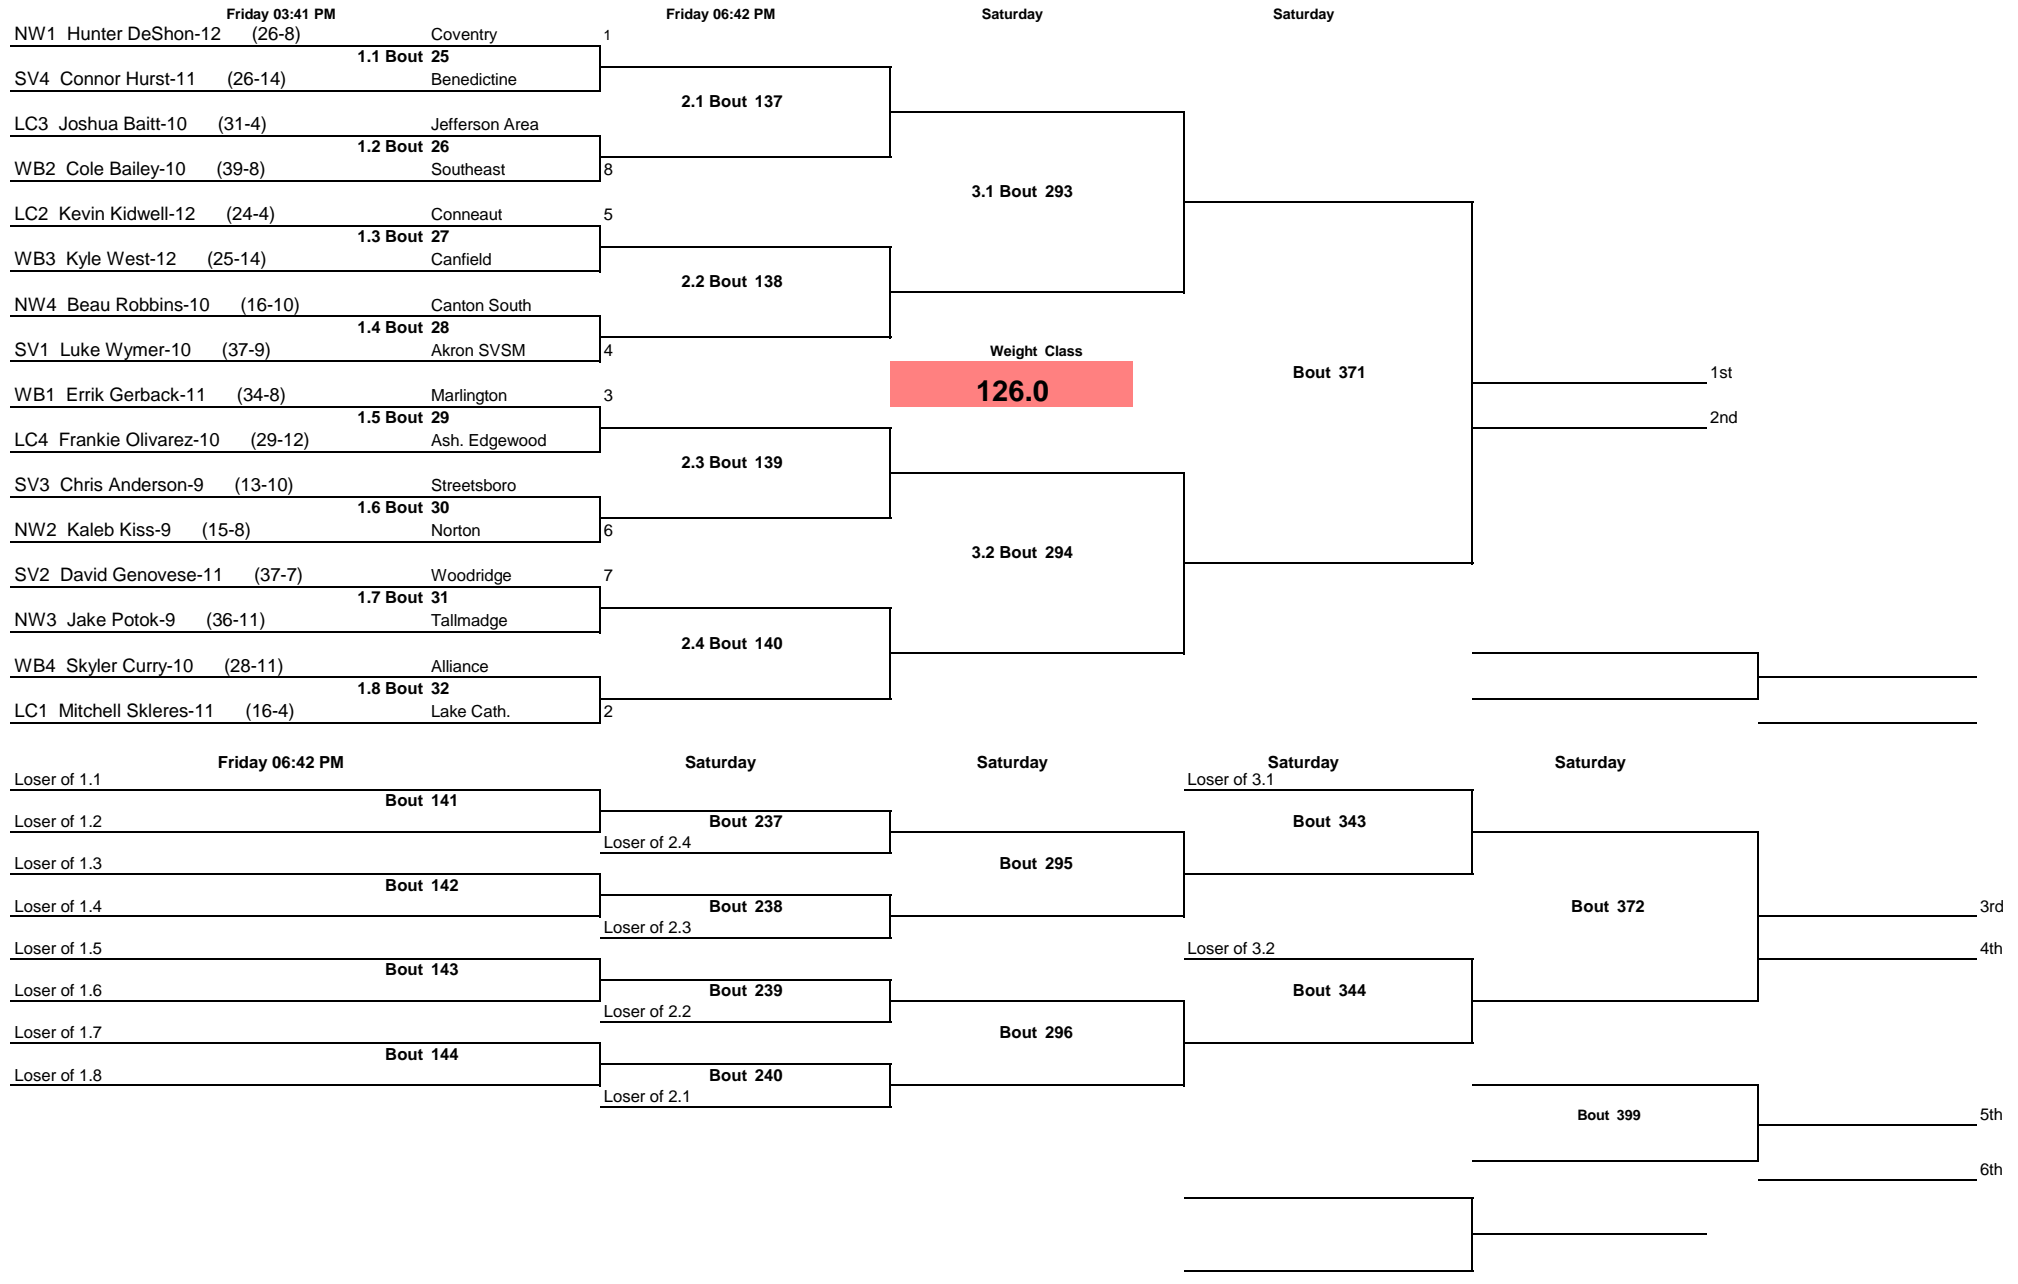 Friday 03:41 PM Friday 06:42 PM Saturday Saturday
NW1 Hunter DeShon-12 (26-8) Coventry 1
1.1 Bout 25
SV4 Connor Hurst-11 (26-14) Benedictine
2.1 Bout 137
LC3 Joshua Baitt-10 (31-4) Jefferson Area
1.2 Bout 26
WB2 Cole Bailey-10 (39-8) Southeast 8
3.1 Bout 293
LC2 Kevin Kidwell-12 (24-4) Conneaut 5
1.3 Bout 27
WB3 Kyle West-12 (25-14) Canfield
2.2 Bout 138
NW4 Beau Robbins-10 (16-10) Canton South
1.4 Bout 28
SV1 Luke Wymer-10 (37-9) Akron SVSM 4 Weight Class
Bout 371 1st
WB1 Errik Gerback-11 (34-8) Marlington 3 126.0
1.5 Bout 29 2nd
LC4 Frankie Olivarez-10 (29-12) Ash. Edgewood
2.3 Bout 139
SV3 Chris Anderson-9 (13-10) Streetsboro
1.6 Bout 30
NW2 Kaleb Kiss-9 (15-8) Norton 6
3.2 Bout 294
SV2 David Genovese-11 (37-7) Woodridge 7
1.7 Bout 31
NW3 Jake Potok-9 (36-11) Tallmadge
2.4 Bout 140
WB4 Skyler Curry-10 (28-11) Alliance
1.8 Bout 32
LC1 Mitchell Skleres-11 (16-4) Lake Cath. 2
Friday 06:42 PM Saturday Saturday Saturday Saturday
Loser of 1.1 Loser of 3.1
Bout 141
Loser of 1.2 Bout 237 Bout 343
Loser of 2.4
Loser of 1.3 Bout 295
Bout 142
Loser of 1.4 Bout 238 Bout 372 3rd
Loser of 2.3
Loser of 1.5 Loser of 3.2 4th
Bout 143
Loser of 1.6 Bout 239 Bout 344
Loser of 2.2
Loser of 1.7 Bout 296
Bout 144
Loser of 1.8 Bout 240
Loser of 2.1
Bout 399 5th
6th